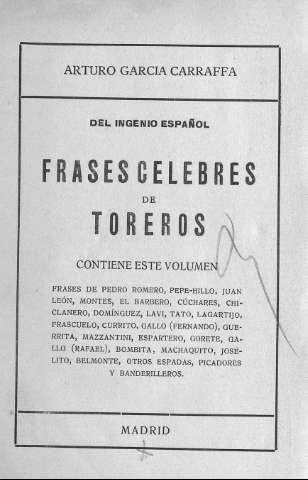 ARTURO GARCIA CARRAFFA
DEL INGENIO ESPAÑOL
FRASES CELEBRES
DE
TOREROS
CONTIENE ESTE VOLUMEN
FRASES DE PEDRO ROMERO, PEPE-HILLO, JUAN
LEÓN, MONTES, EL BARBERO, CÚCHARES, CHI-
CLANERO, DOMÍNGUEZ, LAVI, TATO, LAGARTIJO,
FRASCUELO, CURRITO, GALLO (FERNANDO), GUE-
RRITA, MAZZANTINI, ESPARTERO, GORETE, GA-
LLO (RAFAEL), BOMBITA, MACHAQUITO, JOSE-
LITO, BELMONTE, OTROS ESPADAS, PICADORES
Y BANDERILLEROS.
MADRID